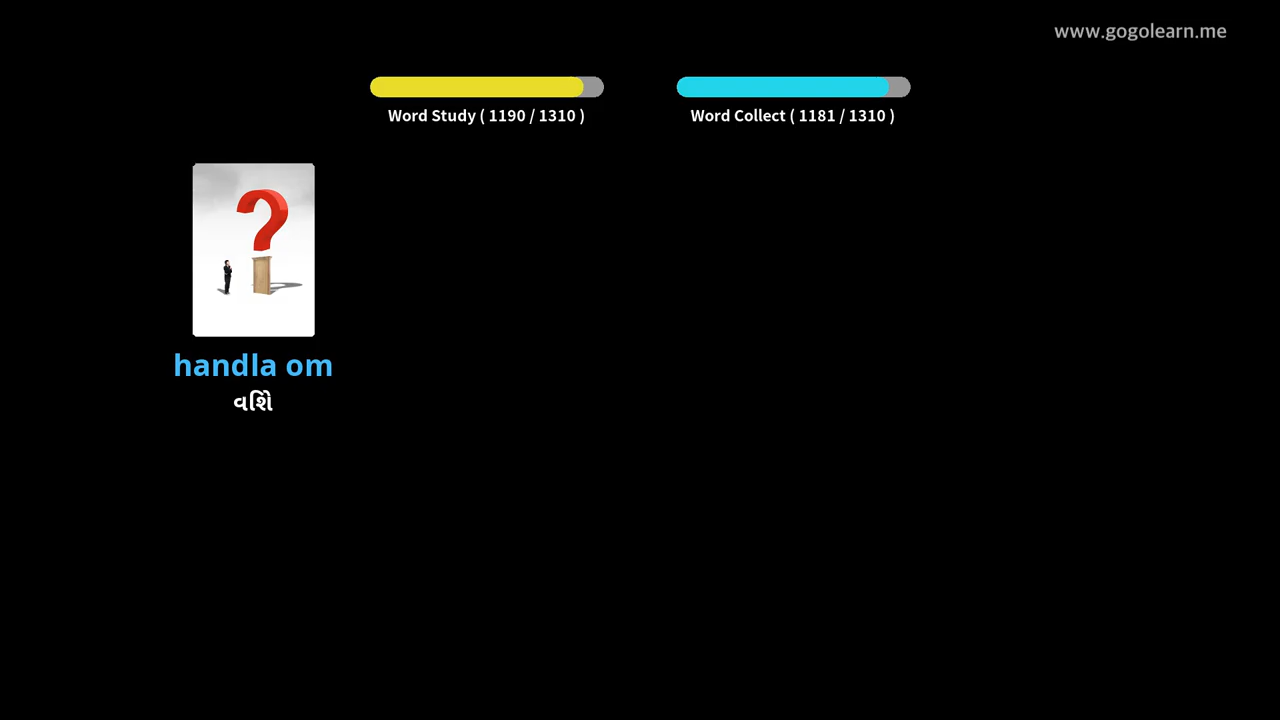 www.gogolearn.me
Word Study ( 1190 / 1310 )
Word Collect ( 1181 / 1310 )
handla om
વિશે